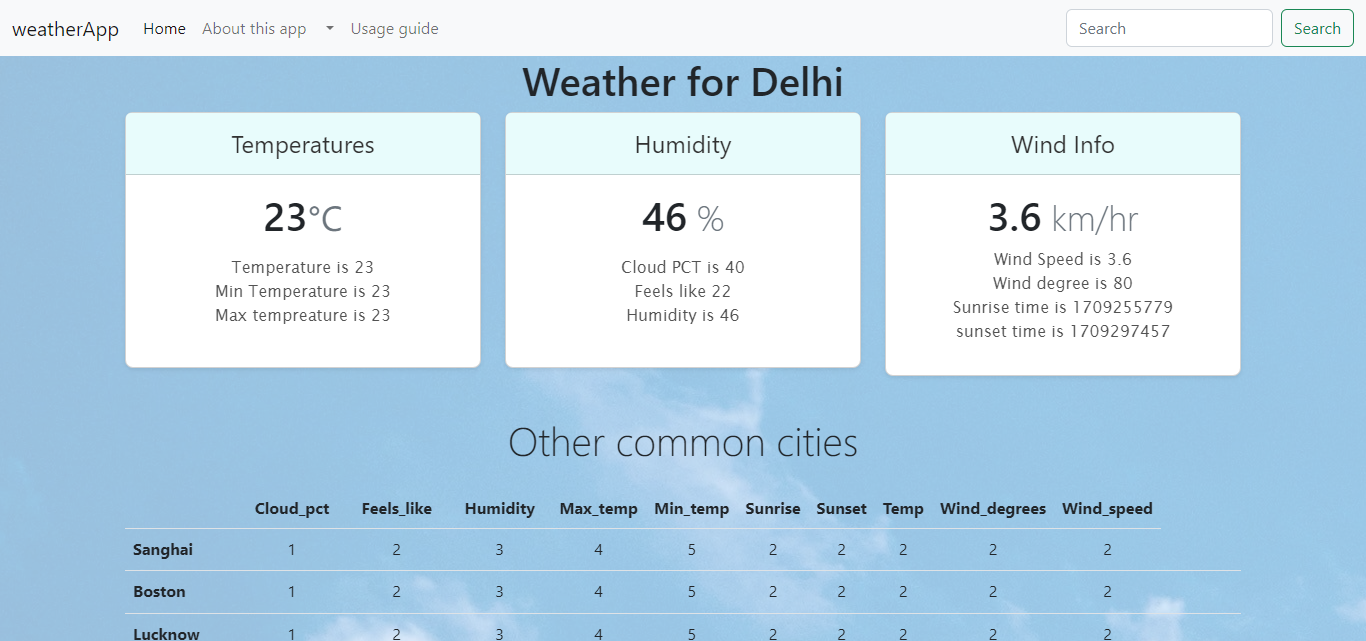 weatherApp Home About this app Usage guide Search Search
Weather for Delhi
Temperatures
23°C
Temperature is 23
Min Temperature is 23
Max tempreature is 23
Humidity
46 %
Cloud PCT is 40
Feels like 22
Humidity is 46
Wind Info
3.6 km/hr
Wind Speed is 3.6
Wind degree is 80
Sunrise time is 1709255779
sunset time is 1709297457
Other common cities
Cloud_pct Feels_like Humidity Max_temp Min_temp Sunrise Sunset Temp Wind_degrees Wind_speed
Sanghai 1 2 3 4 5 2 2 2 2 2
Boston 1 2 3 4 5 2 2 2 2 2
Lucknow 1 2 3 4 5 2 2 2 2 2